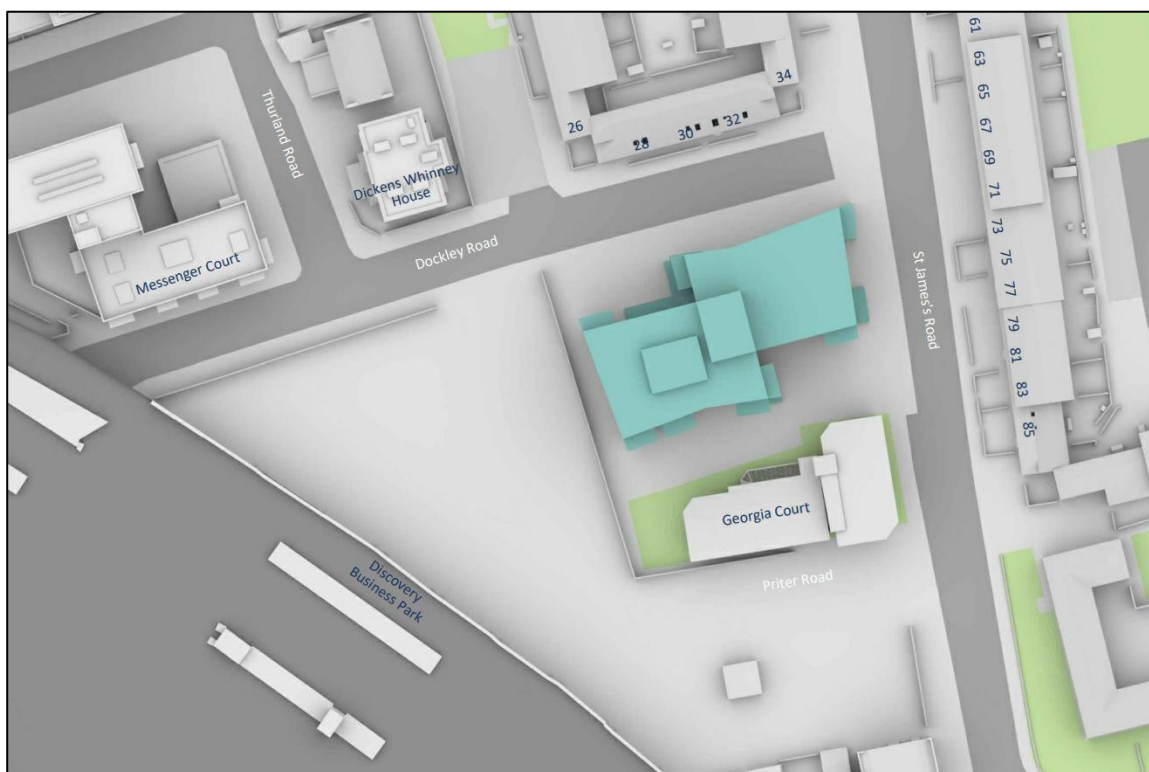 61
63
65
67
69
71
73
75
77
79
81
83
85
34
32
30
28
26
Thurland Road
Dickens Whinney
House
Dockley Road
Messenger Court
St James's Road
Georgia Court
Priter Road
Discovery
Business Park